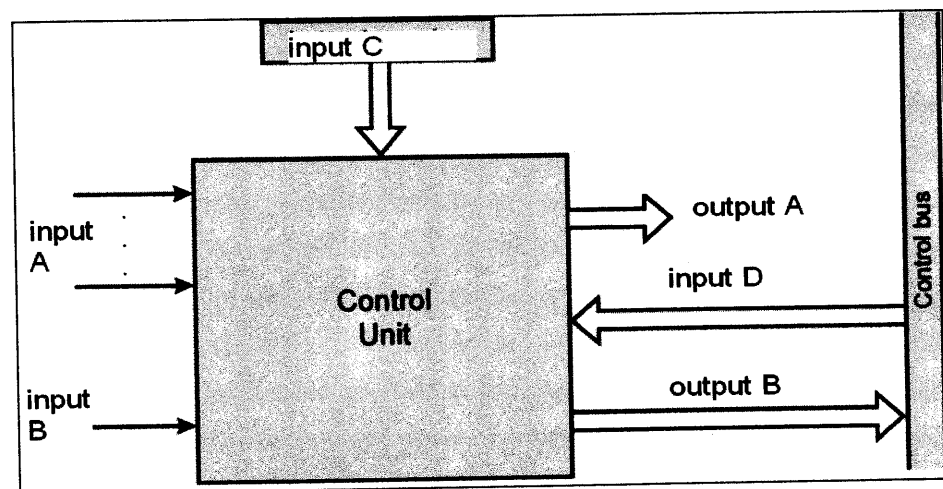 input C
input
A
output A
Control bus
input D
Control
Unit
output B
input
B